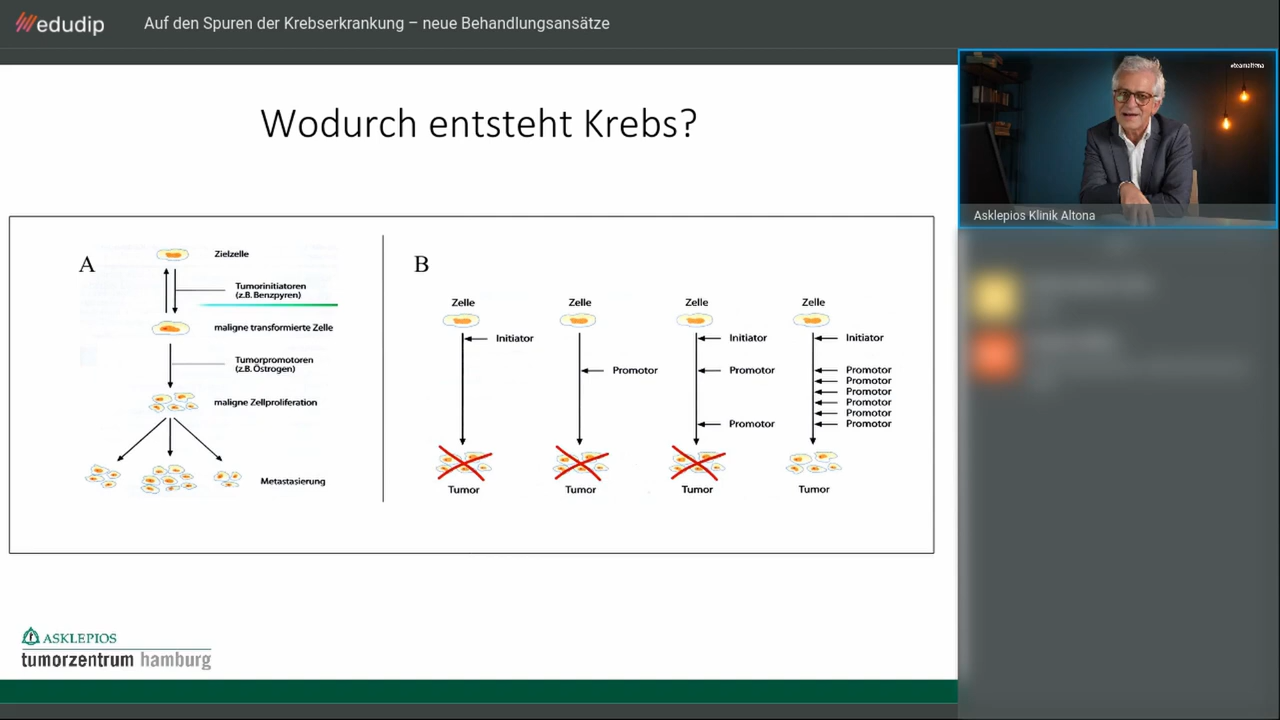 edudip
Auf den Spuren der Krebserkrankung – neue Behandlungsansätze
#teamaltona
Asklepios Klinik Altona
Wodurch entsteht Krebs?
A
Zielzelle
Tumorinitiatoren
(z.B. Benzpyren)
maligne transformierte Zelle
Tumorpromotoren
(z.B. Östrogen)
maligne Zellproliferation
Metastasierung
B
Zelle
Initiator
Tumor
Zelle
Promotor
Tumor
Zelle
Initiator
Promotor
Promotor
Tumor
Zelle
Initiator
Promotor
Promotor
Promotor
Promotor
Promotor
Promotor
Tumor
ASKLEPIOS
tumorzentrum hamburg